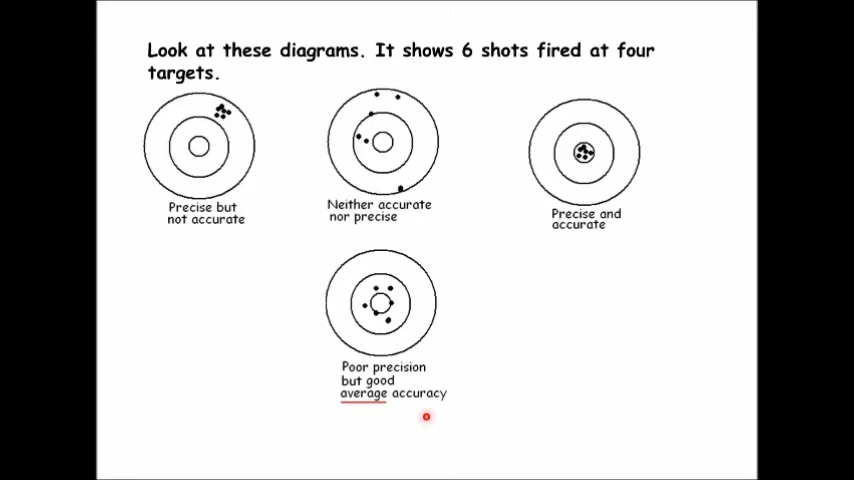 Look at these diagrams. It shows 6 shots fired at four
targets.
Precise but
not accurate
Neither accurate
nor precise
Precise and
accurate
Poor precision
but good
average accuracy